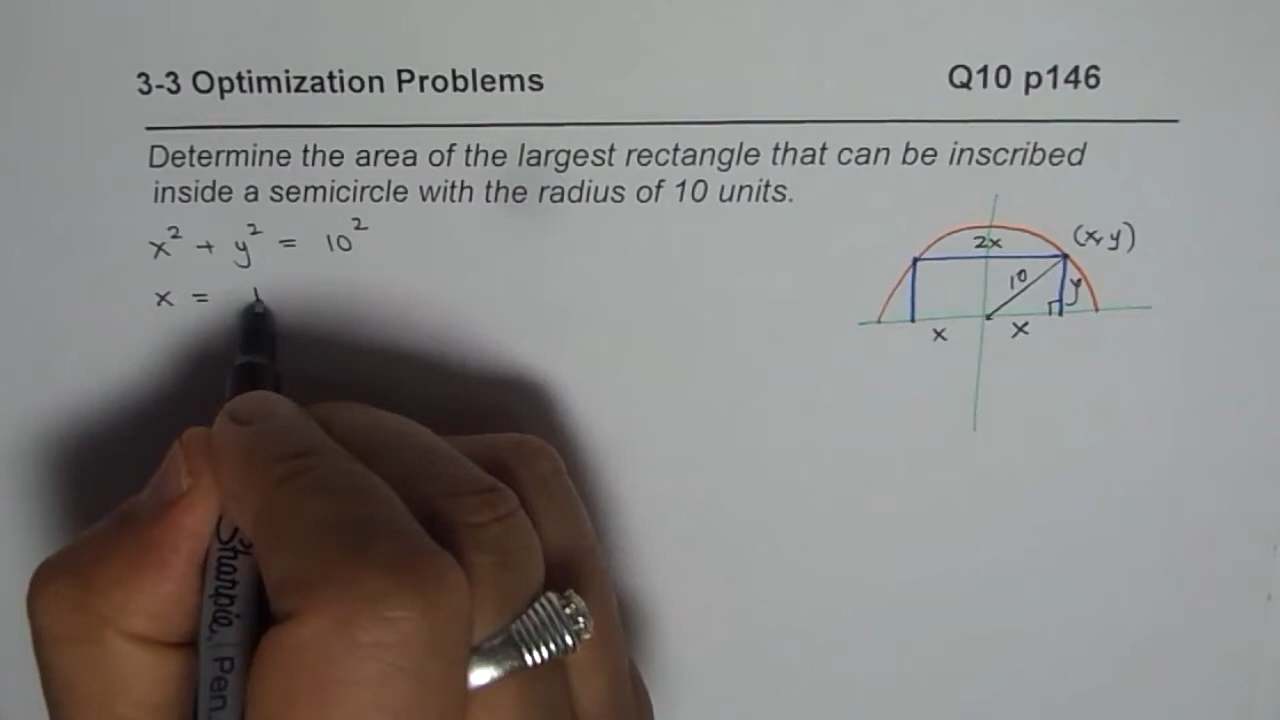 3-3 Optimization Problems Q10 p146
Determine the area of the largest rectangle that can be inscribed
inside a semicircle with the radius of 10 units.
x² + y² = 10²
x =
2x
(x, y)
10
y
x
x
Sharpie. Pen